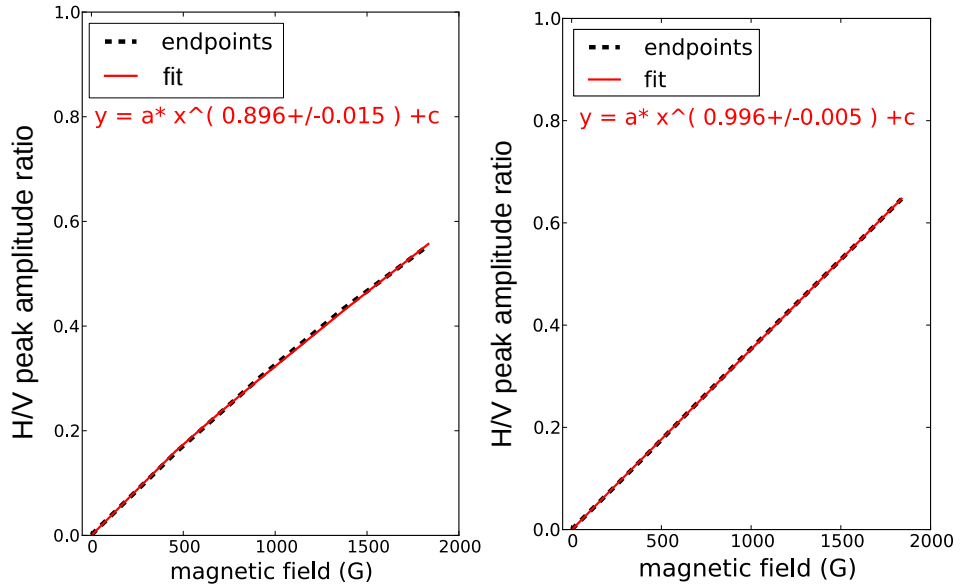 1.0
0.8
0.6
0.4
0.2
0.0
H/V peak amplitude ratio
endpoints
fit
y = a* x^( 0.896+/-0.015 ) +c
0
500
1000
1500
2000
magnetic field (G)
1.0
0.8
0.6
0.4
0.2
0.0
H/V peak amplitude ratio
endpoints
fit
y = a* x^( 0.996+/-0.005 ) +c
0
500
1000
1500
2000
magnetic field (G)